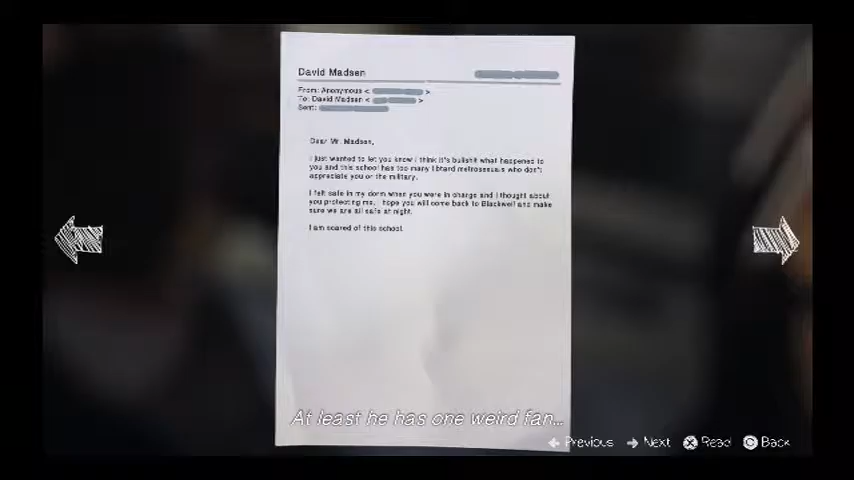 David Madsen
From: Anonymous < >
To: David Madsen < >
Sent:
Dear Mr. Madsen,
I just wanted to let you know I think it's bullshit what happened to
you and this school has too many libtard metrosexuals who don't
appreciate you or the military.
I felt safe in my dorm when you were in charge and I thought about
you protecting me. I hope you will come back to Blackwell and make
sure we are all safe at night.
I am scared of this school.
At least he has one weird fan...
Previous Next Read Back